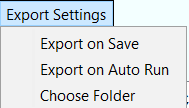 Export Settings
Export on Save
Export on Auto Run
Choose Folder